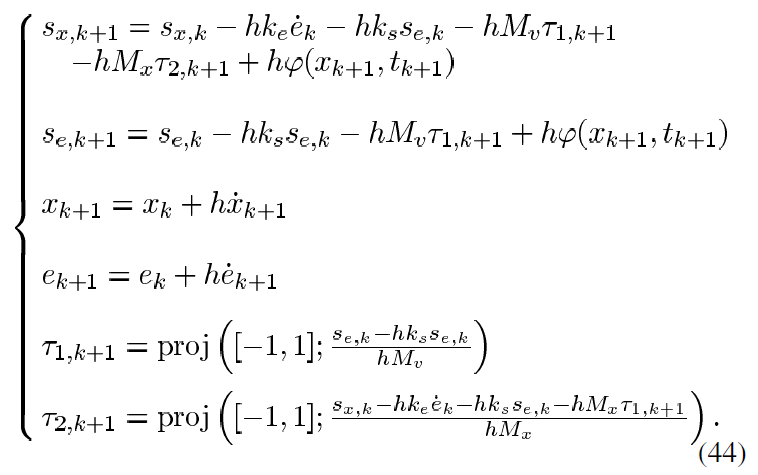 s_{x,k+1} = s_{x,k} − hk_e ė_k − hk_s s_{e,k} − hM_v τ_{1,k+1}
−hM_x τ_{2,k+1} + hφ(x_{k+1}, t_{k+1})
s_{e,k+1} = s_{e,k} − hk_s s_{e,k} − hM_v τ_{1,k+1} + hφ(x_{k+1}, t_{k+1})
x_{k+1} = x_k + hẋ_{k+1}
e_{k+1} = e_k + hė_{k+1}
τ_{1,k+1} = proj([−1, 1]; \frac{s_{e,k} − hk_s s_{e,k}}{hM_v})
τ_{2,k+1} = proj([−1, 1]; \frac{s_{x,k} − hk_e ė_k − hk_s s_{e,k} − hM_x τ_{1,k+1}}{hM_x}).
(44)